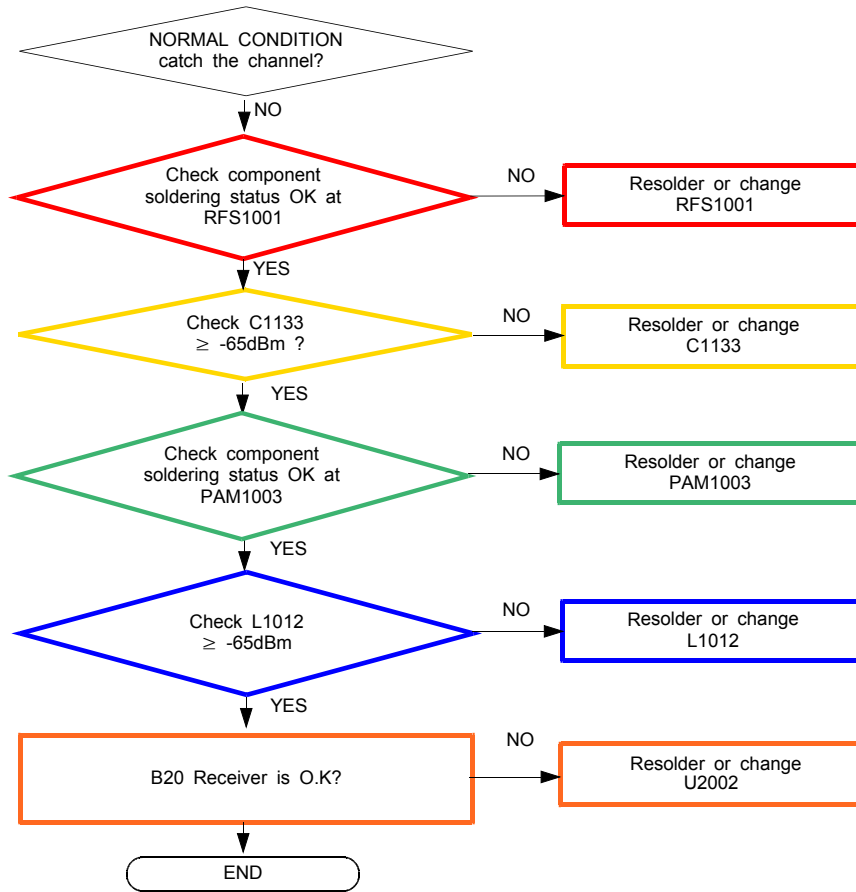 NORMAL CONDITION
catch the channel?
NO
Check component
soldering status OK at
RFS1001
NO
Resolder or change
RFS1001
YES
Check C1133
≥ -65dBm ?
NO
Resolder or change
C1133
YES
Check component
soldering status OK at
PAM1003
NO
Resolder or change
PAM1003
YES
Check L1012
≥ -65dBm
NO
Resolder or change
L1012
YES
B20 Receiver is O.K?
NO
Resolder or change
U2002
END